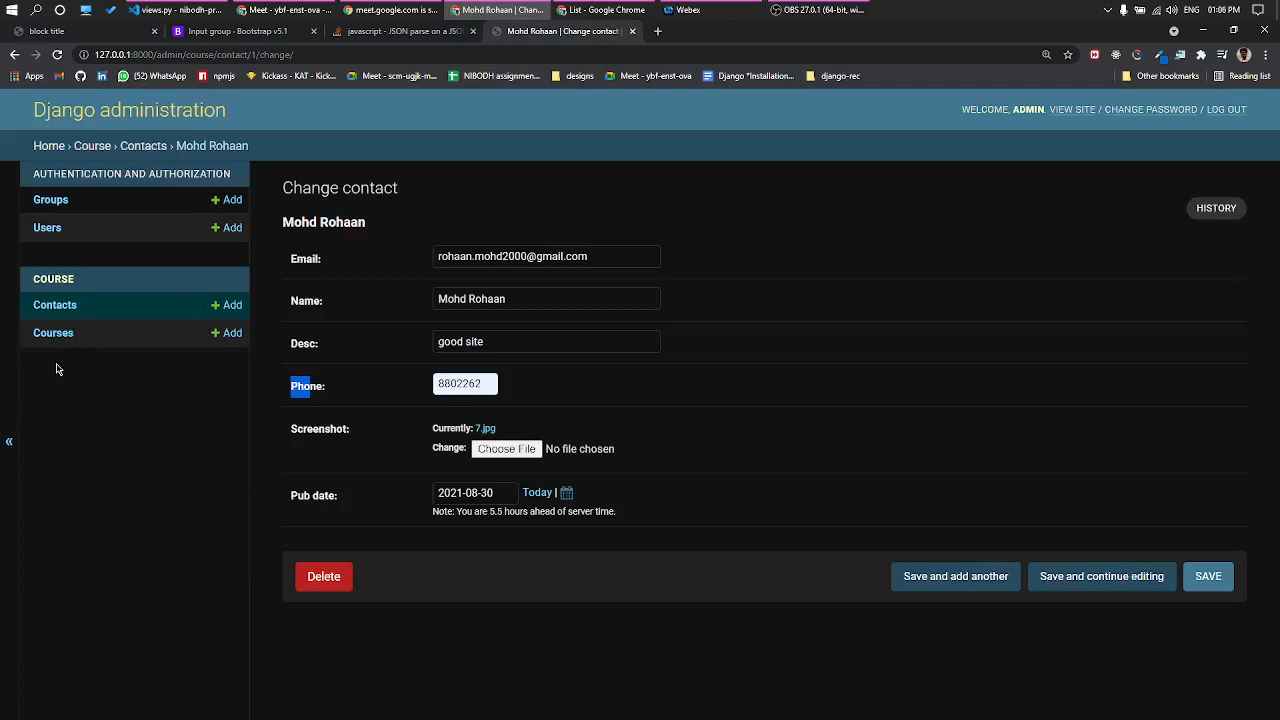 views.py - nibodh-pr...
Meet - ybf-enst-ova ...
meet.google.com is s...
Mohd Rohaan | Chan...
List - Google Chrome
Webex
OBS 27.0.1 (64-bit, wi...
ENG
01:06 PM
block title
Input group - Bootstrap v5.1
javascript - JSON parse on a JSO
Mohd Rohaan | Change contact |
127.0.0.1:8000/admin/course/contact/1/change/
Apps
(52) WhatsApp
npmjs
Kickass - KAT - Kick...
Meet - scm-ugjk-m...
NIBODH assignmen...
designs
Meet - ybf-enst-ova
Django "Installation...
django-rec
Other bookmarks
Reading list
Django administration
WELCOME, ADMIN. VIEW SITE / CHANGE PASSWORD / LOG OUT
Home › Course › Contacts › Mohd Rohaan
AUTHENTICATION AND AUTHORIZATION
Groups + Add
Users + Add
COURSE
Contacts + Add
Courses + Add
«
Change contact
HISTORY
Mohd Rohaan
Email: rohaan.mohd2000@gmail.com
Name: Mohd Rohaan
Desc: good site
Phone: 8802262
Screenshot: Currently: 7.jpg
Change: Choose File No file chosen
Pub date: 2021-08-30 Today |
Note: You are 5.5 hours ahead of server time.
Delete
Save and add another
Save and continue editing
SAVE